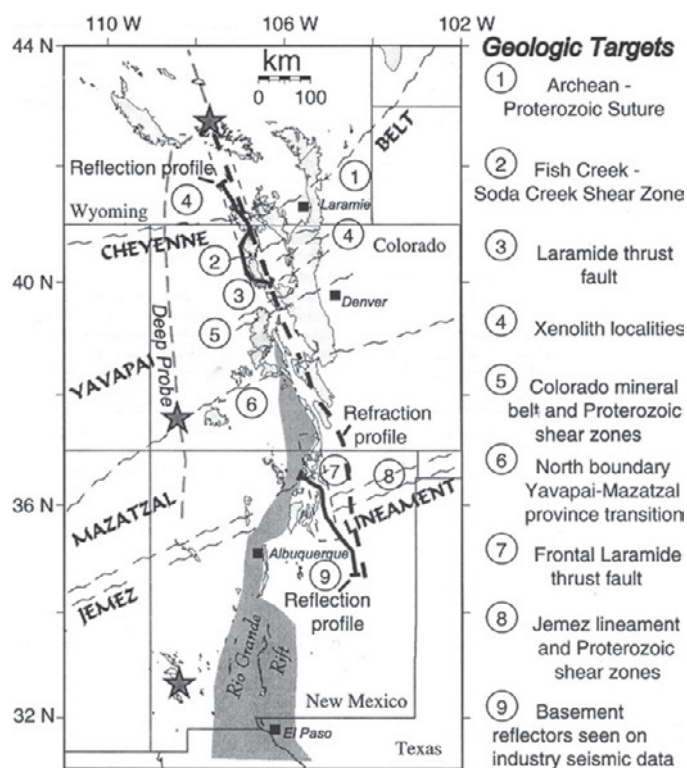 110 W
106 W
102 W
44 N
40 N
36 N
32 N
km
0
100
Reflection profile
4
Wyoming
CHEYENNE
BELT
1
Laramie
Colorado
4
2
3
Denver
5
Deep Probe
YAVAPAI
6
Refraction
profile
7
8
MAZATZAL
LINEAMENT
Albuquerque
9
Reflection
profile
JEMEZ
Rio Grande
Rift
New Mexico
El Paso
Texas
Geologic Targets
1
Archean -
Proterozoic Suture
2
Fish Creek -
Soda Creek Shear Zone
3
Laramide thrust
fault
4
Xenolith localities
5
Colorado mineral
belt and Proterozoic
shear zones
6
North boundary
Yavapai-Mazatzal
province transition
7
Frontal Laramide
thrust fault
8
Jemez lineament
and Proterozoic
shear zones
9
Basement
reflectors seen on
industry seismic data